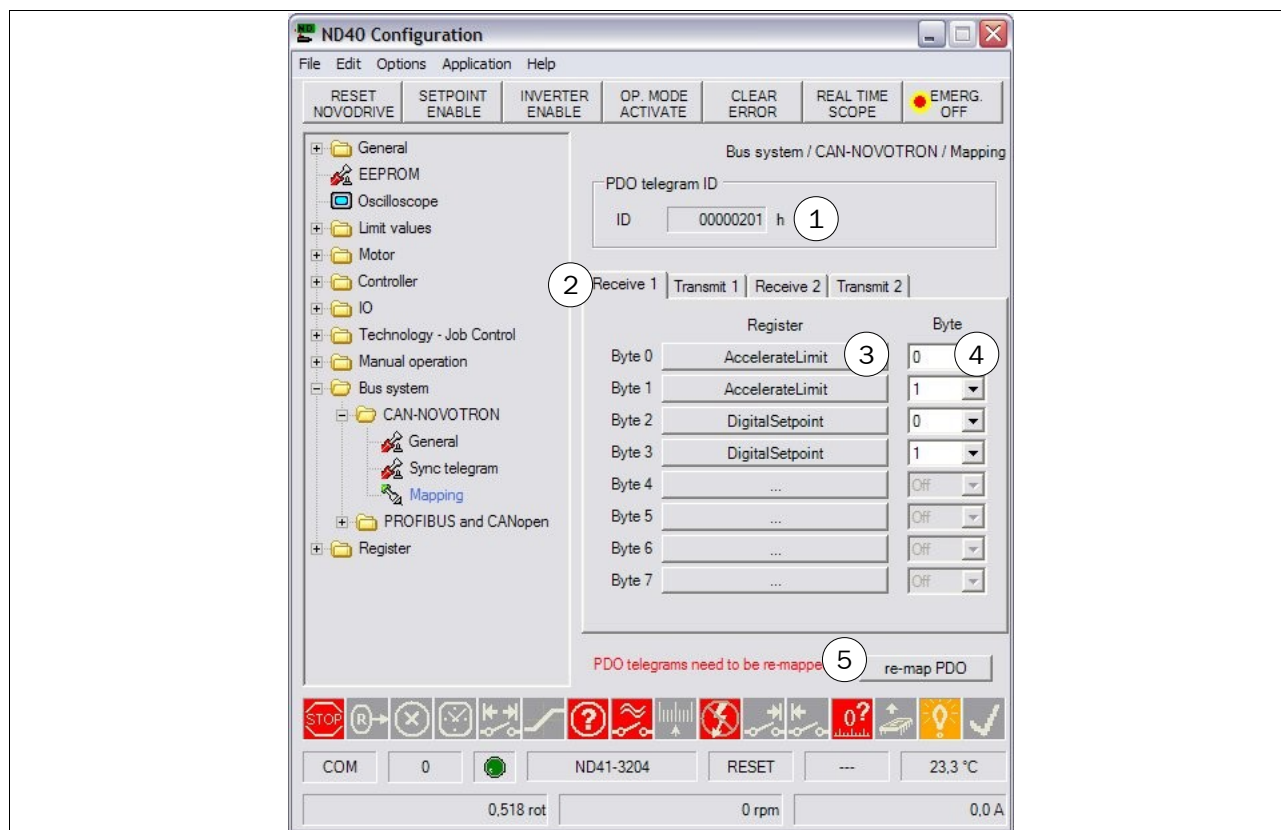 ND40 Configuration
File Edit Options Application Help
RESET NOVODRIVE
SETPOINT ENABLE
INVERTER ENABLE
OP. MODE ACTIVATE
CLEAR ERROR
REAL TIME SCOPE
EMERG. OFF
General
EEPROM
Oscilloscope
Limit values
Motor
Controller
IO
Technology - Job Control
Manual operation
Bus system
CAN-NOVOTRON
General
Sync telegram
Mapping
PROFIBUS and CANopen
Register
Bus system / CAN-NOVOTRON / Mapping
PDO telegram ID
ID 00000201 h 1
2 Receive 1 Transmit 1 Receive 2 Transmit 2
Register Byte
Byte 0 AccelerateLimit 3 0 4
Byte 1 AccelerateLimit 1
Byte 2 DigitalSetpoint 0
Byte 3 DigitalSetpoint 1
Byte 4 ... Off
Byte 5 ... Off
Byte 6 ... Off
Byte 7 ... Off
PDO telegrams need to be re-mappe 5 re-map PDO
STOP R ? 0?
COM 0 ND41-3204 RESET --- 23,3 °C
0,518 rot 0 rpm 0,0 A